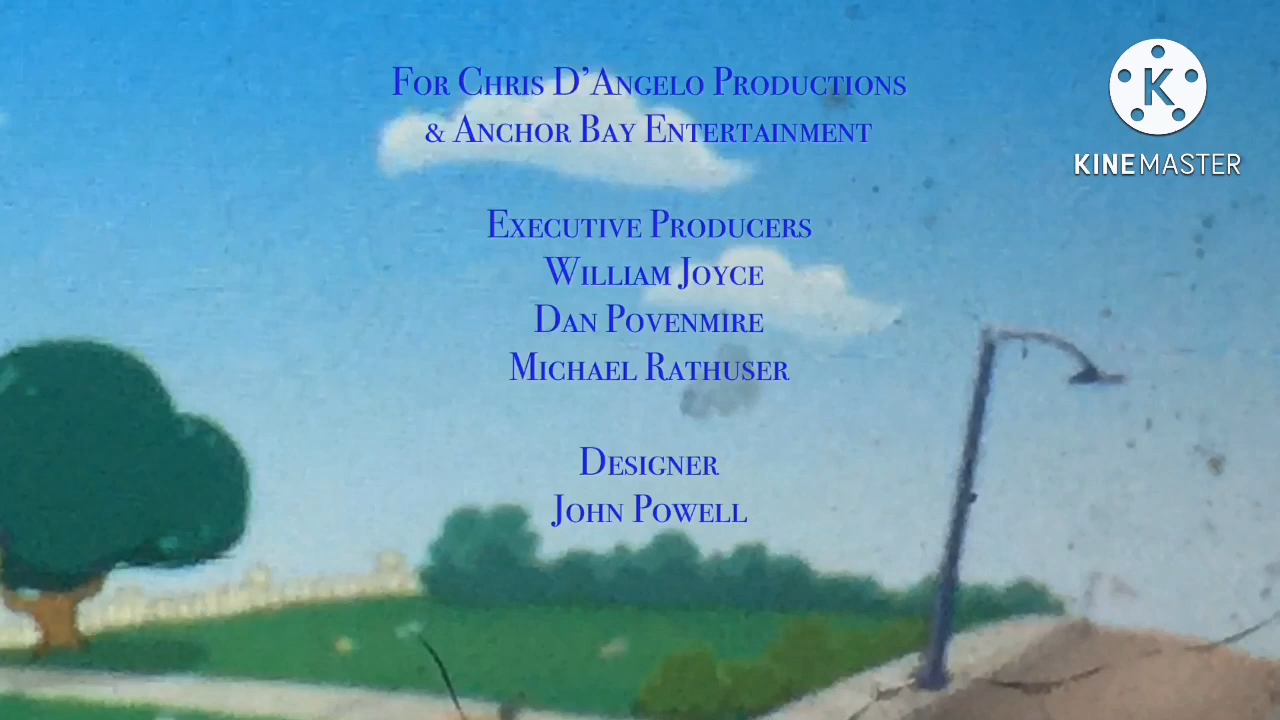 For Chris D'Angelo Productions
& Anchor Bay Entertainment
Executive Producers
William Joyce
Dan Povenmire
Michael Rathuser
Designer
John Powell
K
KINEMASTER